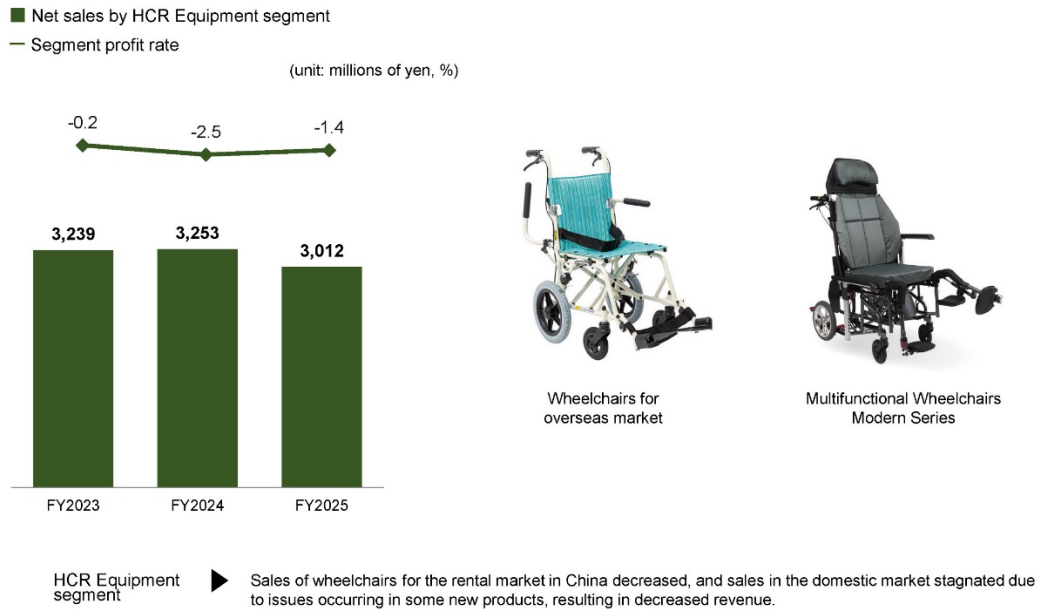 Net sales by HCR Equipment segment
Segment profit rate
(unit: millions of yen, %)
-0.2
-2.5
-1.4
3,239
3,253
3,012
FY2023
FY2024
FY2025
Wheelchairs for
overseas market
Multifunctional Wheelchairs
Modern Series
HCR Equipment
segment
Sales of wheelchairs for the rental market in China decreased, and sales in the domestic market stagnated due
to issues occurring in some new products, resulting in decreased revenue.